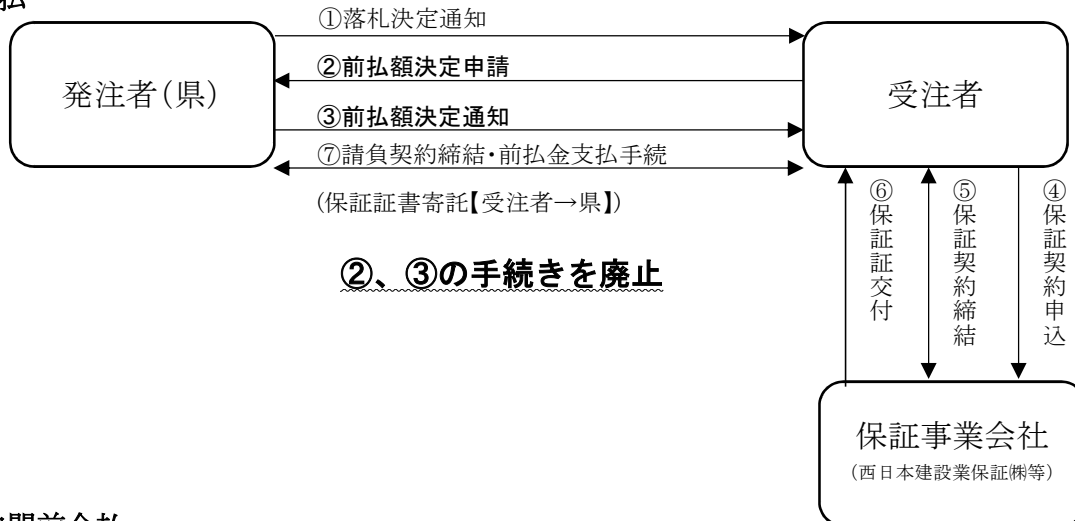 払
①落札決定通知
②前払額決定申請
発注者(県)
受注者
③前払額決定通知
⑦請負契約締結・前払金支払手続
(保証証書寄託【受注者→県】)
⑥保証証交付
⑤保証契約締結
④保証契約申込
②、③の手続きを廃止
保証事業会社
(西日本建設業保証㈱等)
間前金払